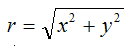 r = √(x² + y²)